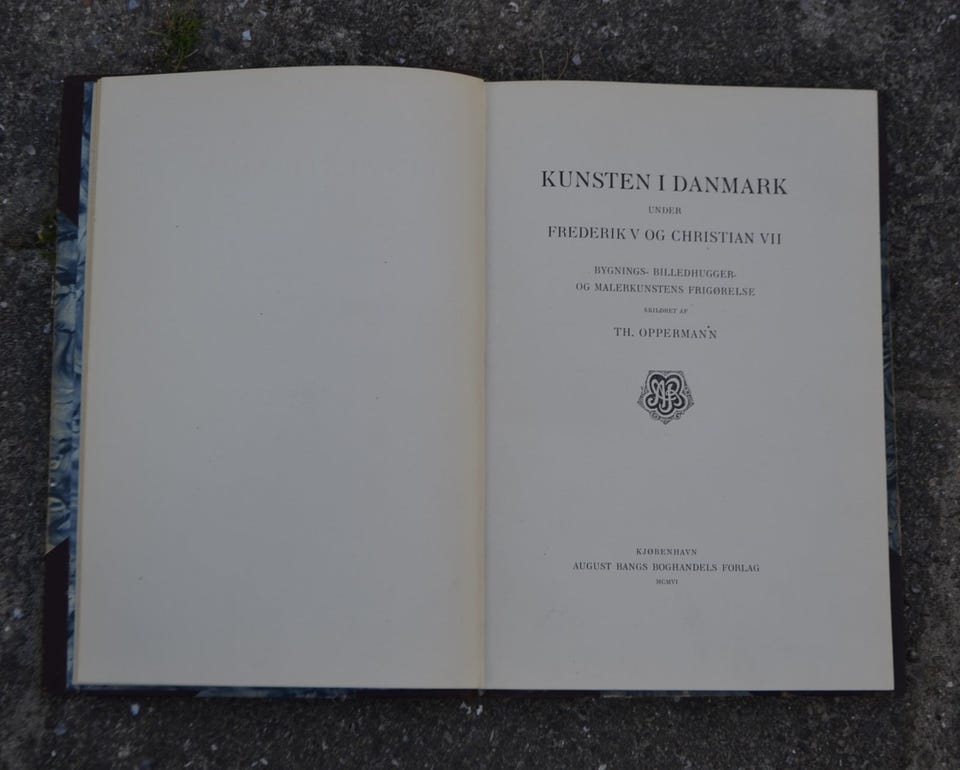 KUNSTEN I DANMARK
UNDER
FREDERIK V OG CHRISTIAN VII
BYGNINGS- BILLEDHUGGER-
OG MALERKUNSTENS FRIGØRELSE
SKILDRET AF
TH. OPPERMANN
KJØBENHAVN
AUGUST BANGS BOGHANDELS FORLAG
MCMVI